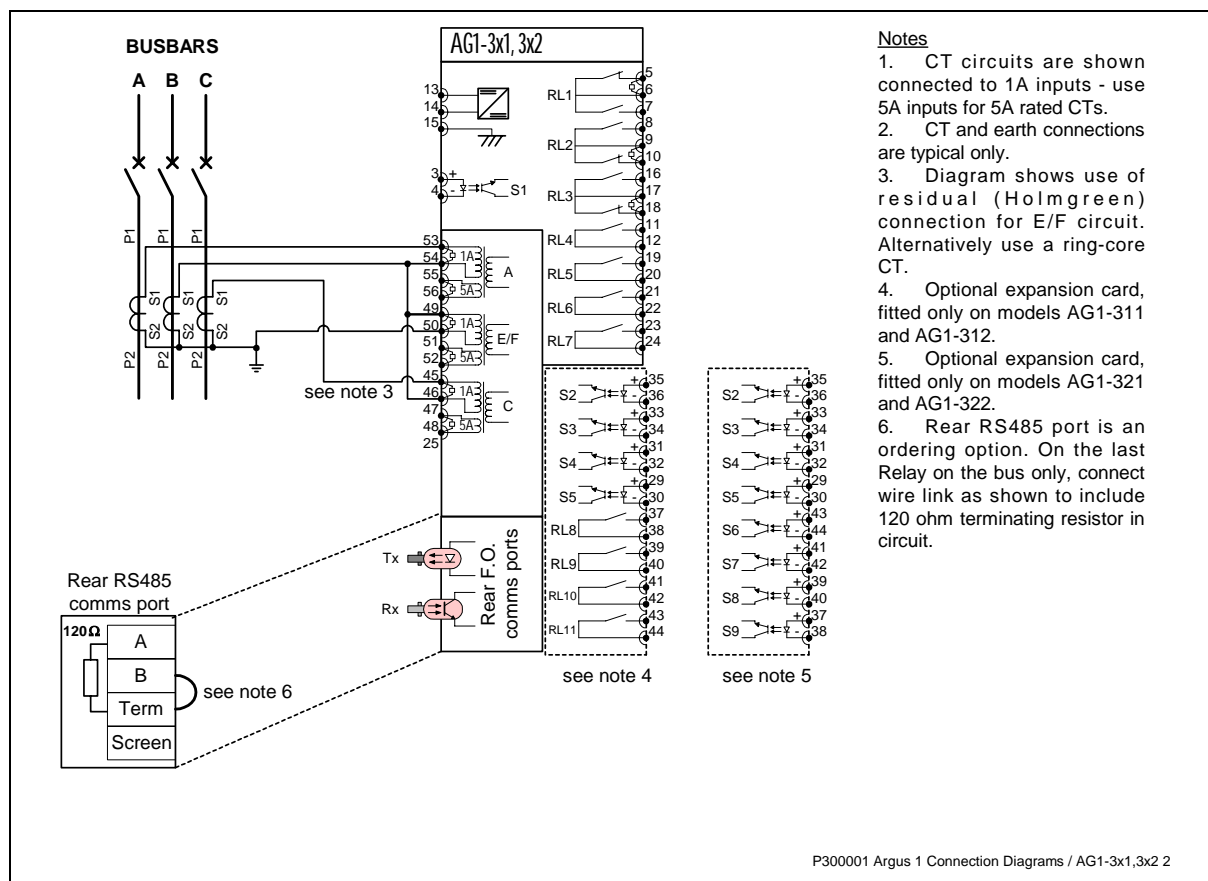 BUSBARS
A B C
P1 P1 P1
S1 S1 S1
S2 S2 S2
P2 P2 P2
see note 3
AG1-3x1, 3x2
13
14
15
3 +
4 - S1
53
54 1A
55 A
56 5A
49
50 1A
51 E/F
52 5A
45
46 1A
47 C
48 5A
25
RL1 5
6
7
RL2 8
9
10
RL3 16
17
18
RL4 11
12
RL5 19
20
RL6 21
22
RL7 23
24
S2 + 35
- 36
S3 + 33
- 34
S4 + 31
- 32
S5 + 29
- 30
RL8 37
38
RL9 39
40
RL10 41
42
RL11 43
44
see note 4
S2 + 35
- 36
S3 + 33
- 34
S4 + 31
- 32
S5 + 29
- 30
S6 + 43
- 44
S7 + 41
- 42
S8 + 39
- 40
S9 + 37
- 38
see note 5
Tx
Rx
Rear F.O.
comms ports
Rear RS485
comms port
120Ω
A
B
Term
Screen
see note 6
Notes
1. CT circuits are shown
connected to 1A inputs - use
5A inputs for 5A rated CTs.
2. CT and earth connections
are typical only.
3. Diagram shows use of
residual (Holmgreen)
connection for E/F circuit.
Alternatively use a ring-core
CT.
4. Optional expansion card,
fitted only on models AG1-311
and AG1-312.
5. Optional expansion card,
fitted only on models AG1-321
and AG1-322.
6. Rear RS485 port is an
ordering option. On the last
Relay on the bus only, connect
wire link as shown to include
120 ohm terminating resistor in
circuit.
P300001 Argus 1 Connection Diagrams / AG1-3x1,3x2 2